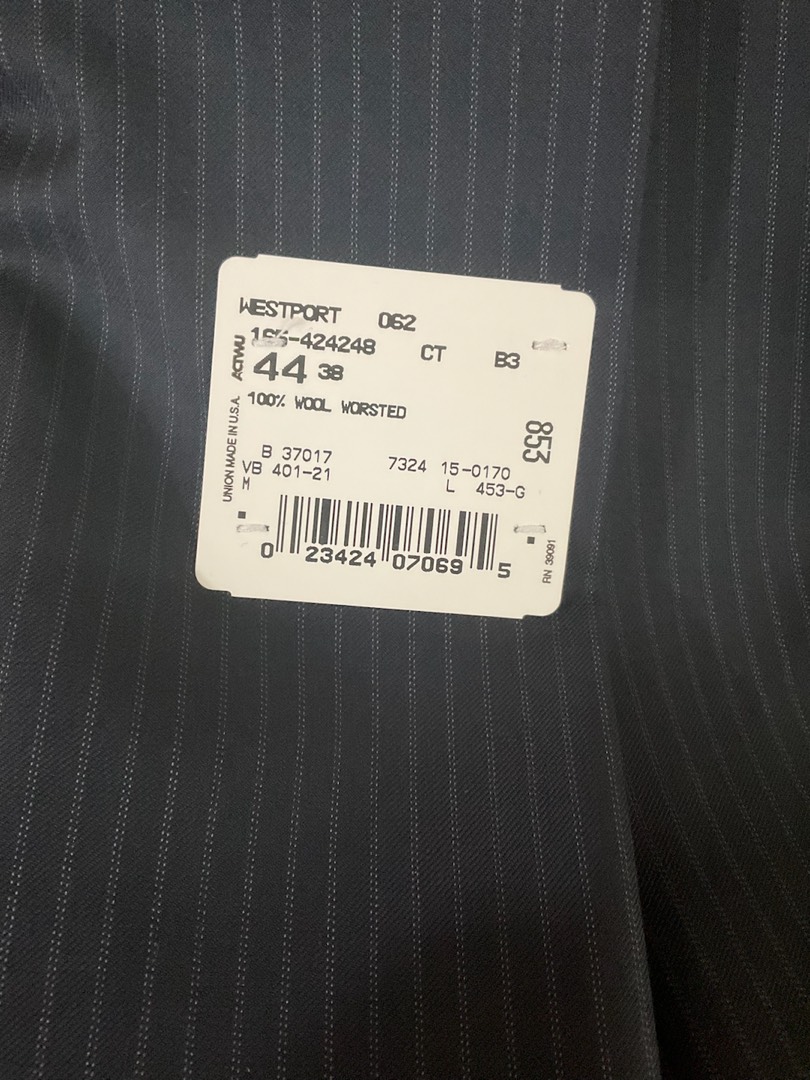 WESTPORT 062
-424248 CT B3
44 38
100% WOOL WORSTED
B 37017 7324 15-0170
VB 401-21 L 453-G
M
0 23424 07069 5
853
ACTWU
UNION MADE IN U.S.A.
RN 39091